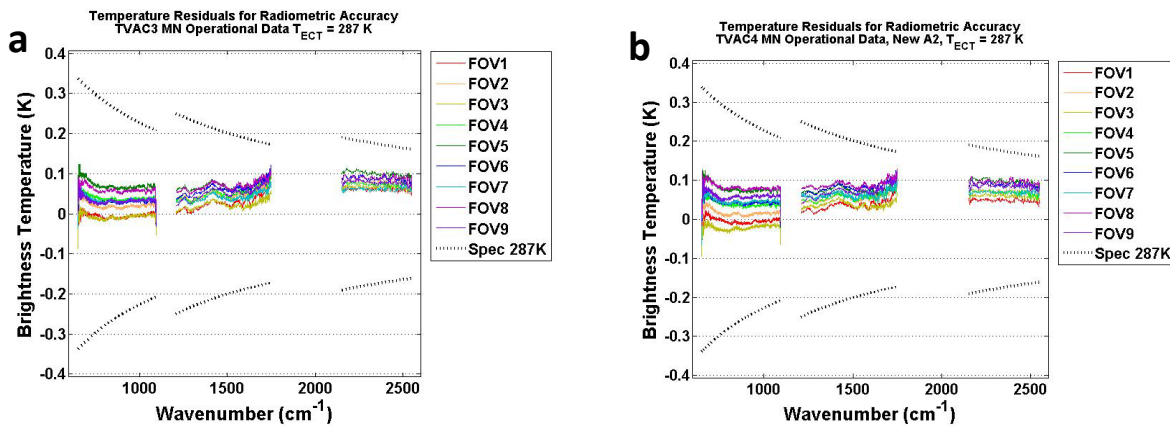 a
Temperature Residuals for Radiometric Accuracy
TVAC3 MN Operational Data T_ECT = 287 K
Brightness Temperature (K)
0.4
0.3
0.2
0.1
0
-0.1
-0.2
-0.3
-0.4
1000
1500
2000
2500
Wavenumber (cm⁻¹)
FOV1
FOV2
FOV3
FOV4
FOV5
FOV6
FOV7
FOV8
FOV9
Spec 287K
b
Temperature Residuals for Radiometric Accuracy
TVAC4 MN Operational Data, New A2, T_ECT = 287 K
Brightness Temperature (K)
0.4
0.3
0.2
0.1
0
-0.1
-0.2
-0.3
-0.4
1000
1500
2000
2500
Wavenumber (cm⁻¹)
FOV1
FOV2
FOV3
FOV4
FOV5
FOV6
FOV7
FOV8
FOV9
Spec 287K